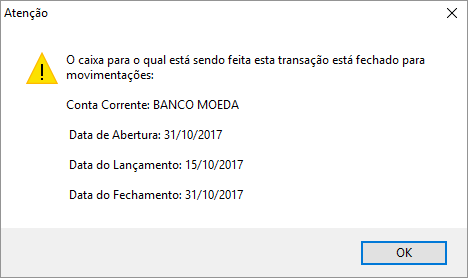 Atenção
O caixa para o qual está sendo feita esta transação está fechado para
movimentações:
Conta Corrente: BANCO MOEDA
Data de Abertura: 31/10/2017
Data do Lançamento: 15/10/2017
Data do Fechamento: 31/10/2017
OK